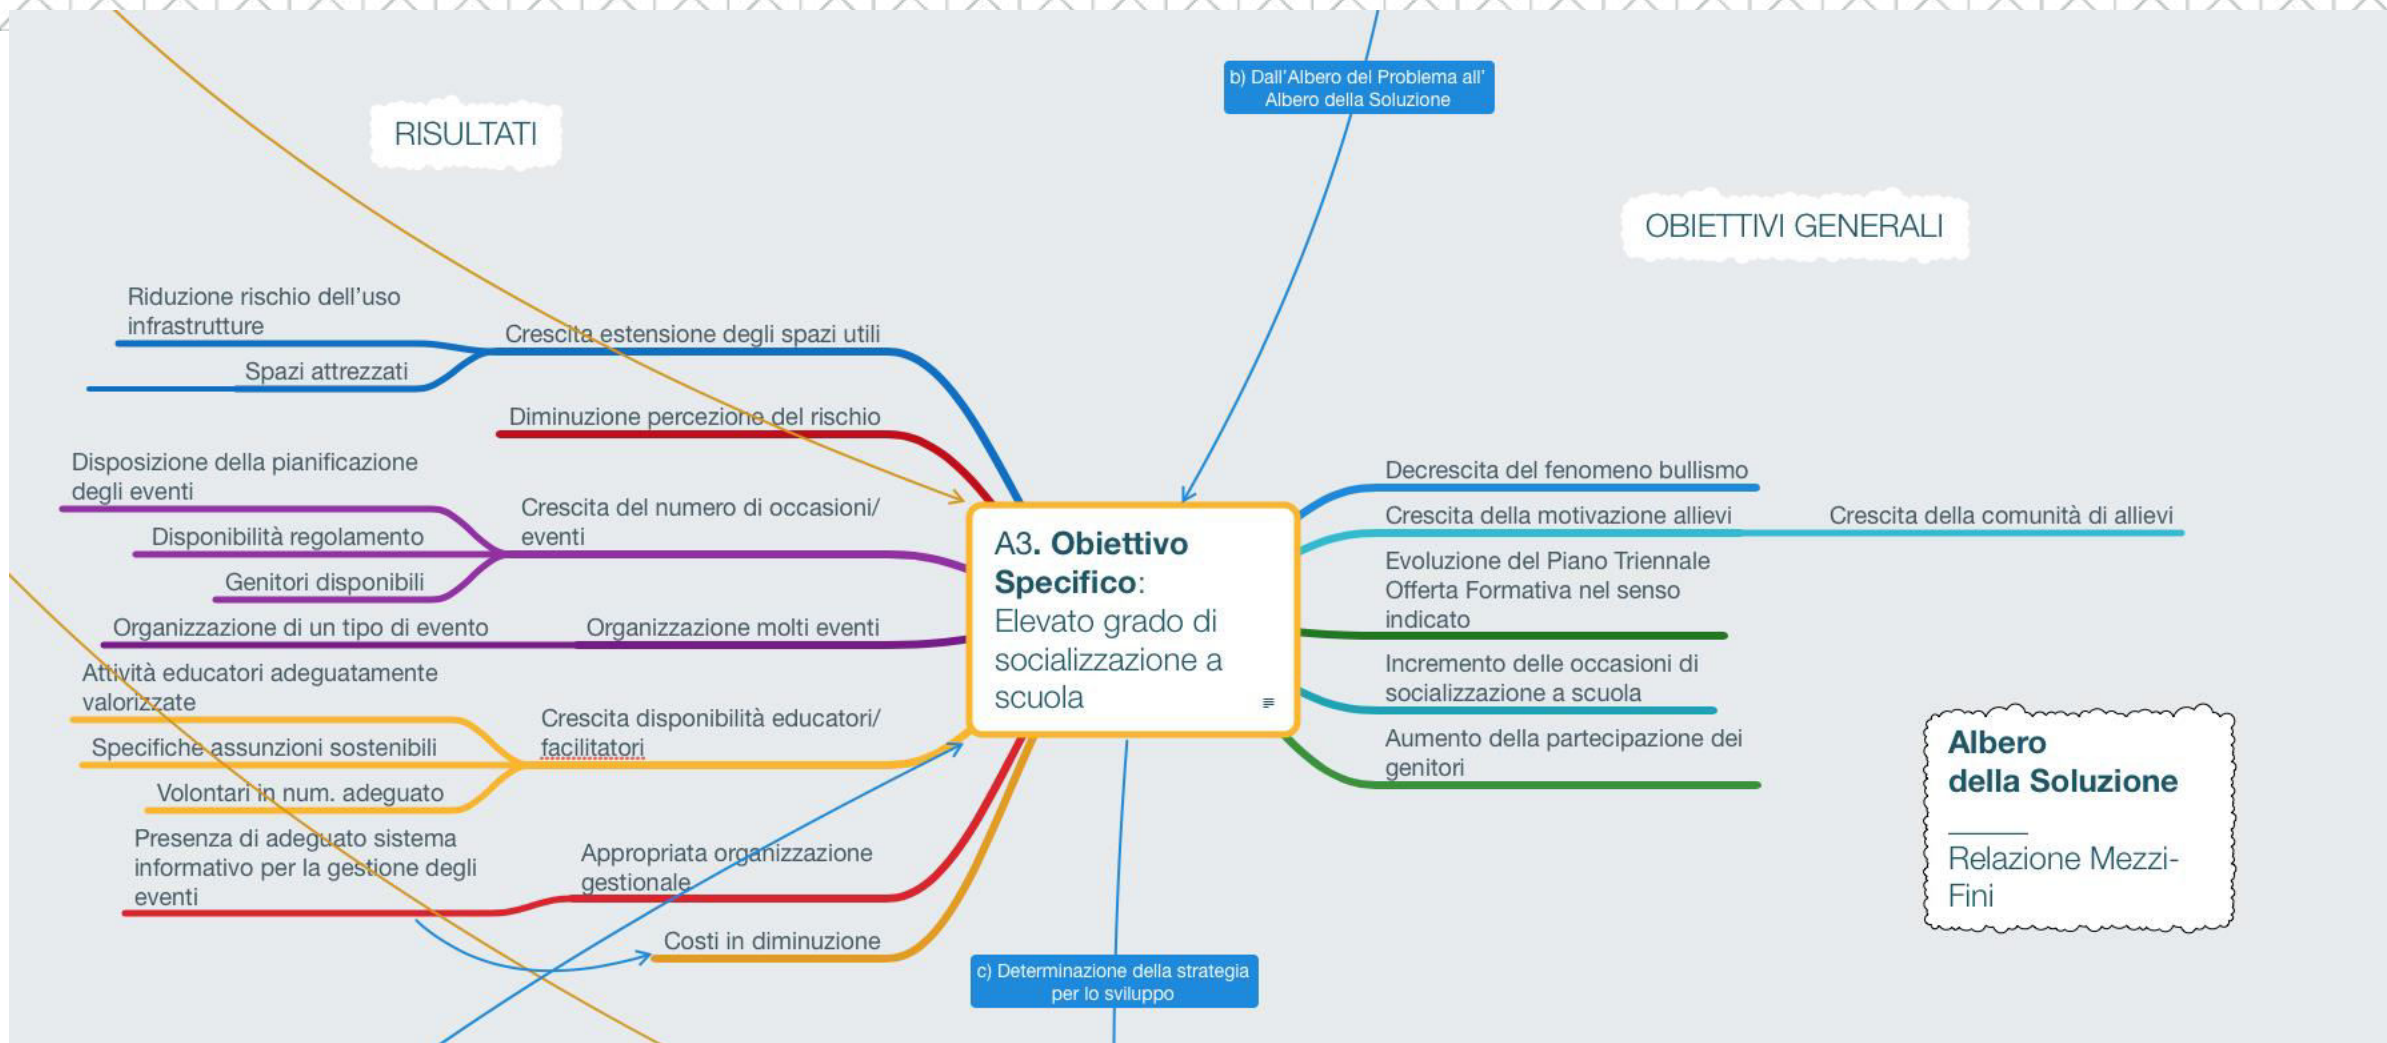 b) Dall'Albero del Problema all'
Albero della Soluzione
RISULTATI
OBIETTIVI GENERALI
Riduzione rischio dell'uso
infrastrutture
Crescita estensione degli spazi utili
Spazi attrezzati
Diminuzione percezione del rischio
Disposizione della pianificazione
degli eventi
Crescita del numero di occasioni/
eventi
Disponibilità regolamento
Genitori disponibili
Organizzazione di un tipo di evento
Organizzazione molti eventi
Attività educatori adeguatamente
valorizzate
Crescita disponibilità educatori/
facilitatori
Specifiche assunzioni sostenibili
Volontari in num. adeguato
Presenza di adeguato sistema
informativo per la gestione degli
eventi
Appropriata organizzazione
gestionale
Costi in diminuzione
A3. Obiettivo
Specifico:
Elevato grado di
socializzazione a
scuola
Decrescita del fenomeno bullismo
Crescita della motivazione allievi
Crescita della comunità di allievi
Evoluzione del Piano Triennale
Offerta Formativa nel senso
indicato
Incremento delle occasioni di
socializzazione a scuola
Aumento della partecipazione dei
genitori
Albero
della Soluzione
Relazione Mezzi-
Fini
c) Determinazione della strategia
per lo sviluppo